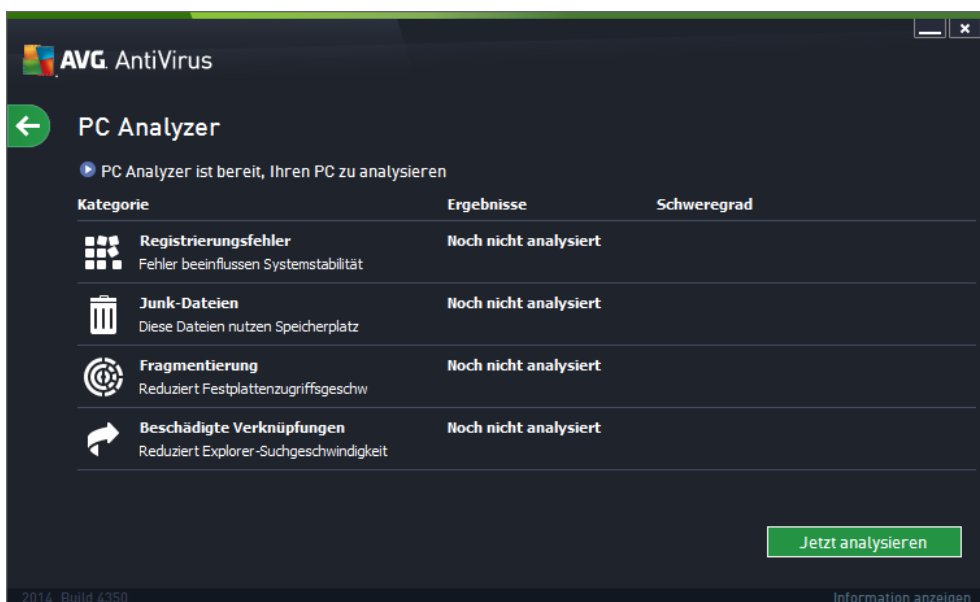 AVG. AntiVirus
PC Analyzer
PC Analyzer ist bereit, Ihren PC zu analysieren
Kategorie Ergebnisse Schweregrad
Registrierungsfehler Noch nicht analysiert
Fehler beeinflussen Systemstabilität
Junk-Dateien Noch nicht analysiert
Diese Dateien nutzen Speicherplatz
Fragmentierung Noch nicht analysiert
Reduziert Festplattenzugriffsgeschw
Beschädigte Verknüpfungen Noch nicht analysiert
Reduziert Explorer-Suchgeschwindigkeit
Jetzt analysieren
2014 Build 4350 Information anzeigen